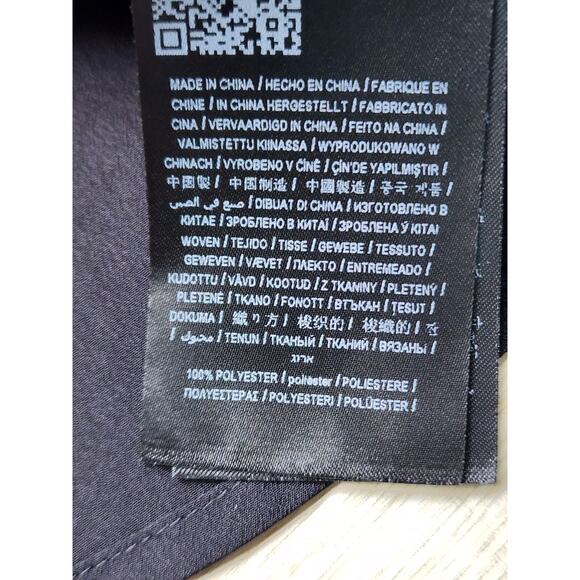 MADE IN CHINA / HECHO EN CHINA / FABRIQUE EN
CHINE / IN CHINA HERGESTELLT / FABBRICATO IN
CINA / VERVAARDIGD IN CHINA / FEITO NA CHINA /
VALMISTETTU KIINASSA / WYPRODUKOWANO W
CHINACH / VYROBENO V ČÍNĚ / ÇİN'DE YAPILMIŞTIR /
中國製 / 中国制造 / 中國製造 / 중국 제품 /
صنع في الصين / DIBUAT DI CHINA / ИЗГОТОВЛЕНО В
КИТАЕ / ЗРОБЛЕНО В КИТАЇ / ЗРОБЛЕНА Ў КІТАІ
WOVEN / TEJIDO / TISSE / GEWEBE / TESSUTO /
GEWEVEN / VÆVET / ΠΛΕΚΤΟ / ENTREMEADO /
KUDOTTU / VÄVD / KOOTUD / Z TKANINY / PLETENÝ /
PLETENÉ / TKANO / FONOTT / ВТЪКАН / ȚESUT /
DOKUMA / 織り方 / 梭织的 / 梭織的 / 직
محبوك / TENUN / ТКАНЫЙ / ТКАНИЙ / ВЯЗАНЫ /
ארוג
100% POLYESTER / poliéster / POLIESTERE /
ΠΟΛΥΕΣΤΕΡΑΣ / POLYESTERI / POLÜESTER /